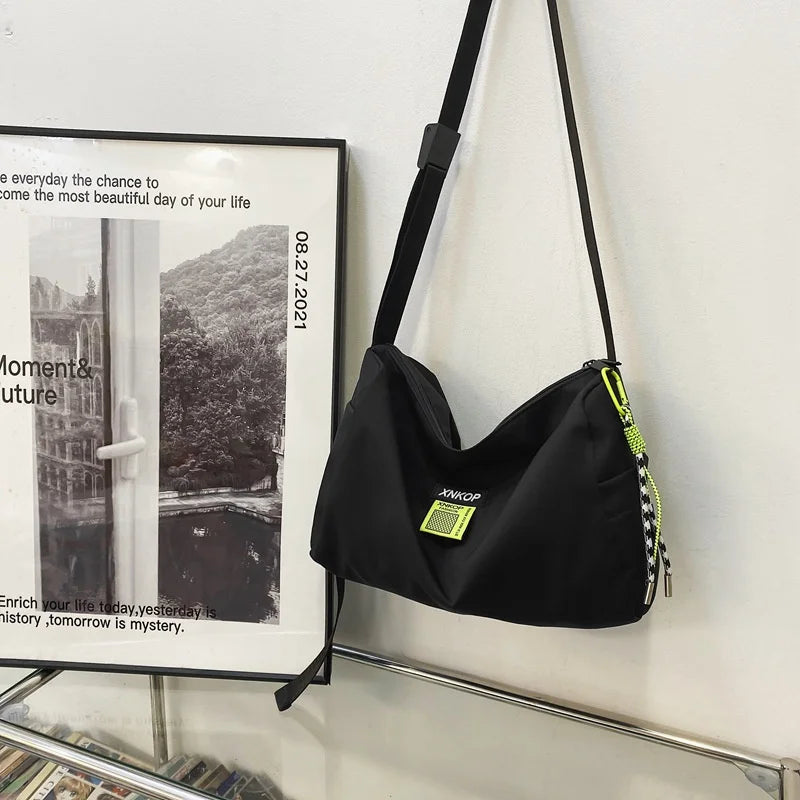 e everyday the chance to
come the most beautiful day of your life
08.27.2021
Moment&
uture
Enrich your life today,yesterday is
history ,tomorrow is mystery.
XNKOP
XNKOP